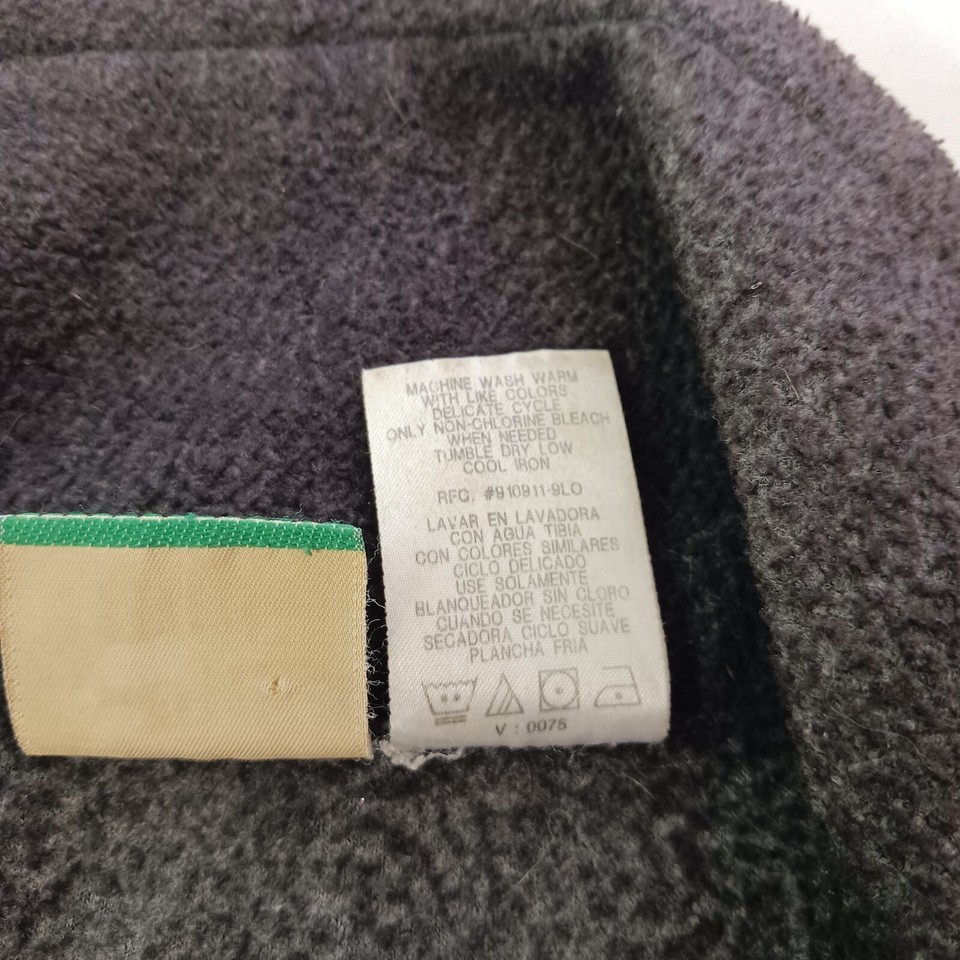 MACHINE WASH WARM
WITH LIKE COLORS
DELICATE CYCLE
ONLY NON-CHLORINE BLEACH
WHEN NEEDED
TUMBLE DRY LOW
COOL IRON
RFC. #910911-9LO
LAVAR EN LAVADORA
CON AGUA TIBIA
CON COLORES SIMILARES
CICLO DELICADO
USE SOLAMENTE
BLANQUEADOR SIN CLORO
CUANDO SE NECESITE
SECADORA CICLO SUAVE
PLANCHA FRIA
V : 0075